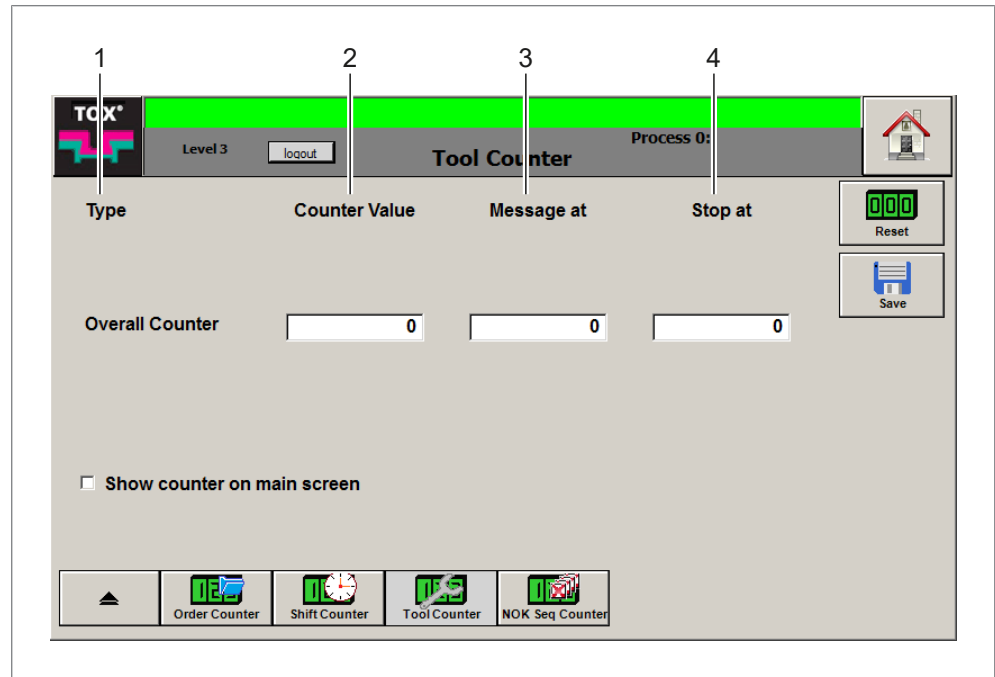 1 2 3 4
TOX®
Level 3 logout Tool Counter Process 0:
Type Counter Value Message at Stop at
000
Reset
Save
Overall Counter 0 0 0
Show counter on main screen
Order Counter Shift Counter Tool Counter NOK Seq Counter